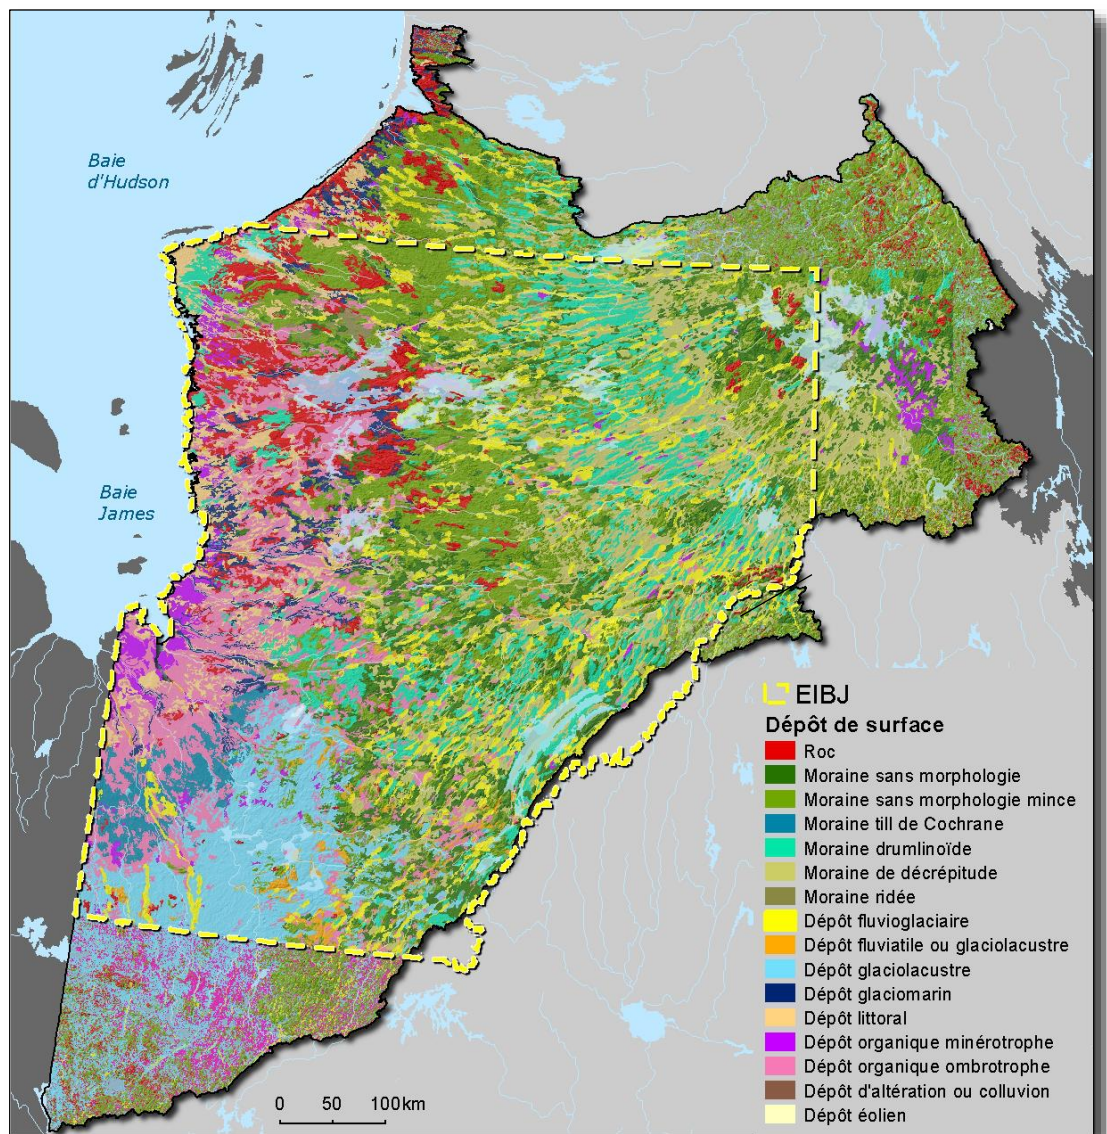 Baie
d'Hudson
Baie
James
EIBJ
Dépôt de surface
Roc
Moraine sans morphologie
Moraine sans morphologie mince
Moraine till de Cochrane
Moraine drumlinoïde
Moraine de décrépitude
Moraine ridée
Dépôt fluvioglaciaire
Dépôt fluviatile ou glaciolacustre
Dépôt glaciolacustre
Dépôt glaciomarin
Dépôt littoral
Dépôt organique minérotrophe
Dépôt organique ombrotrophe
Dépôt d'altération ou colluvion
Dépôt éolien
0 50 100km